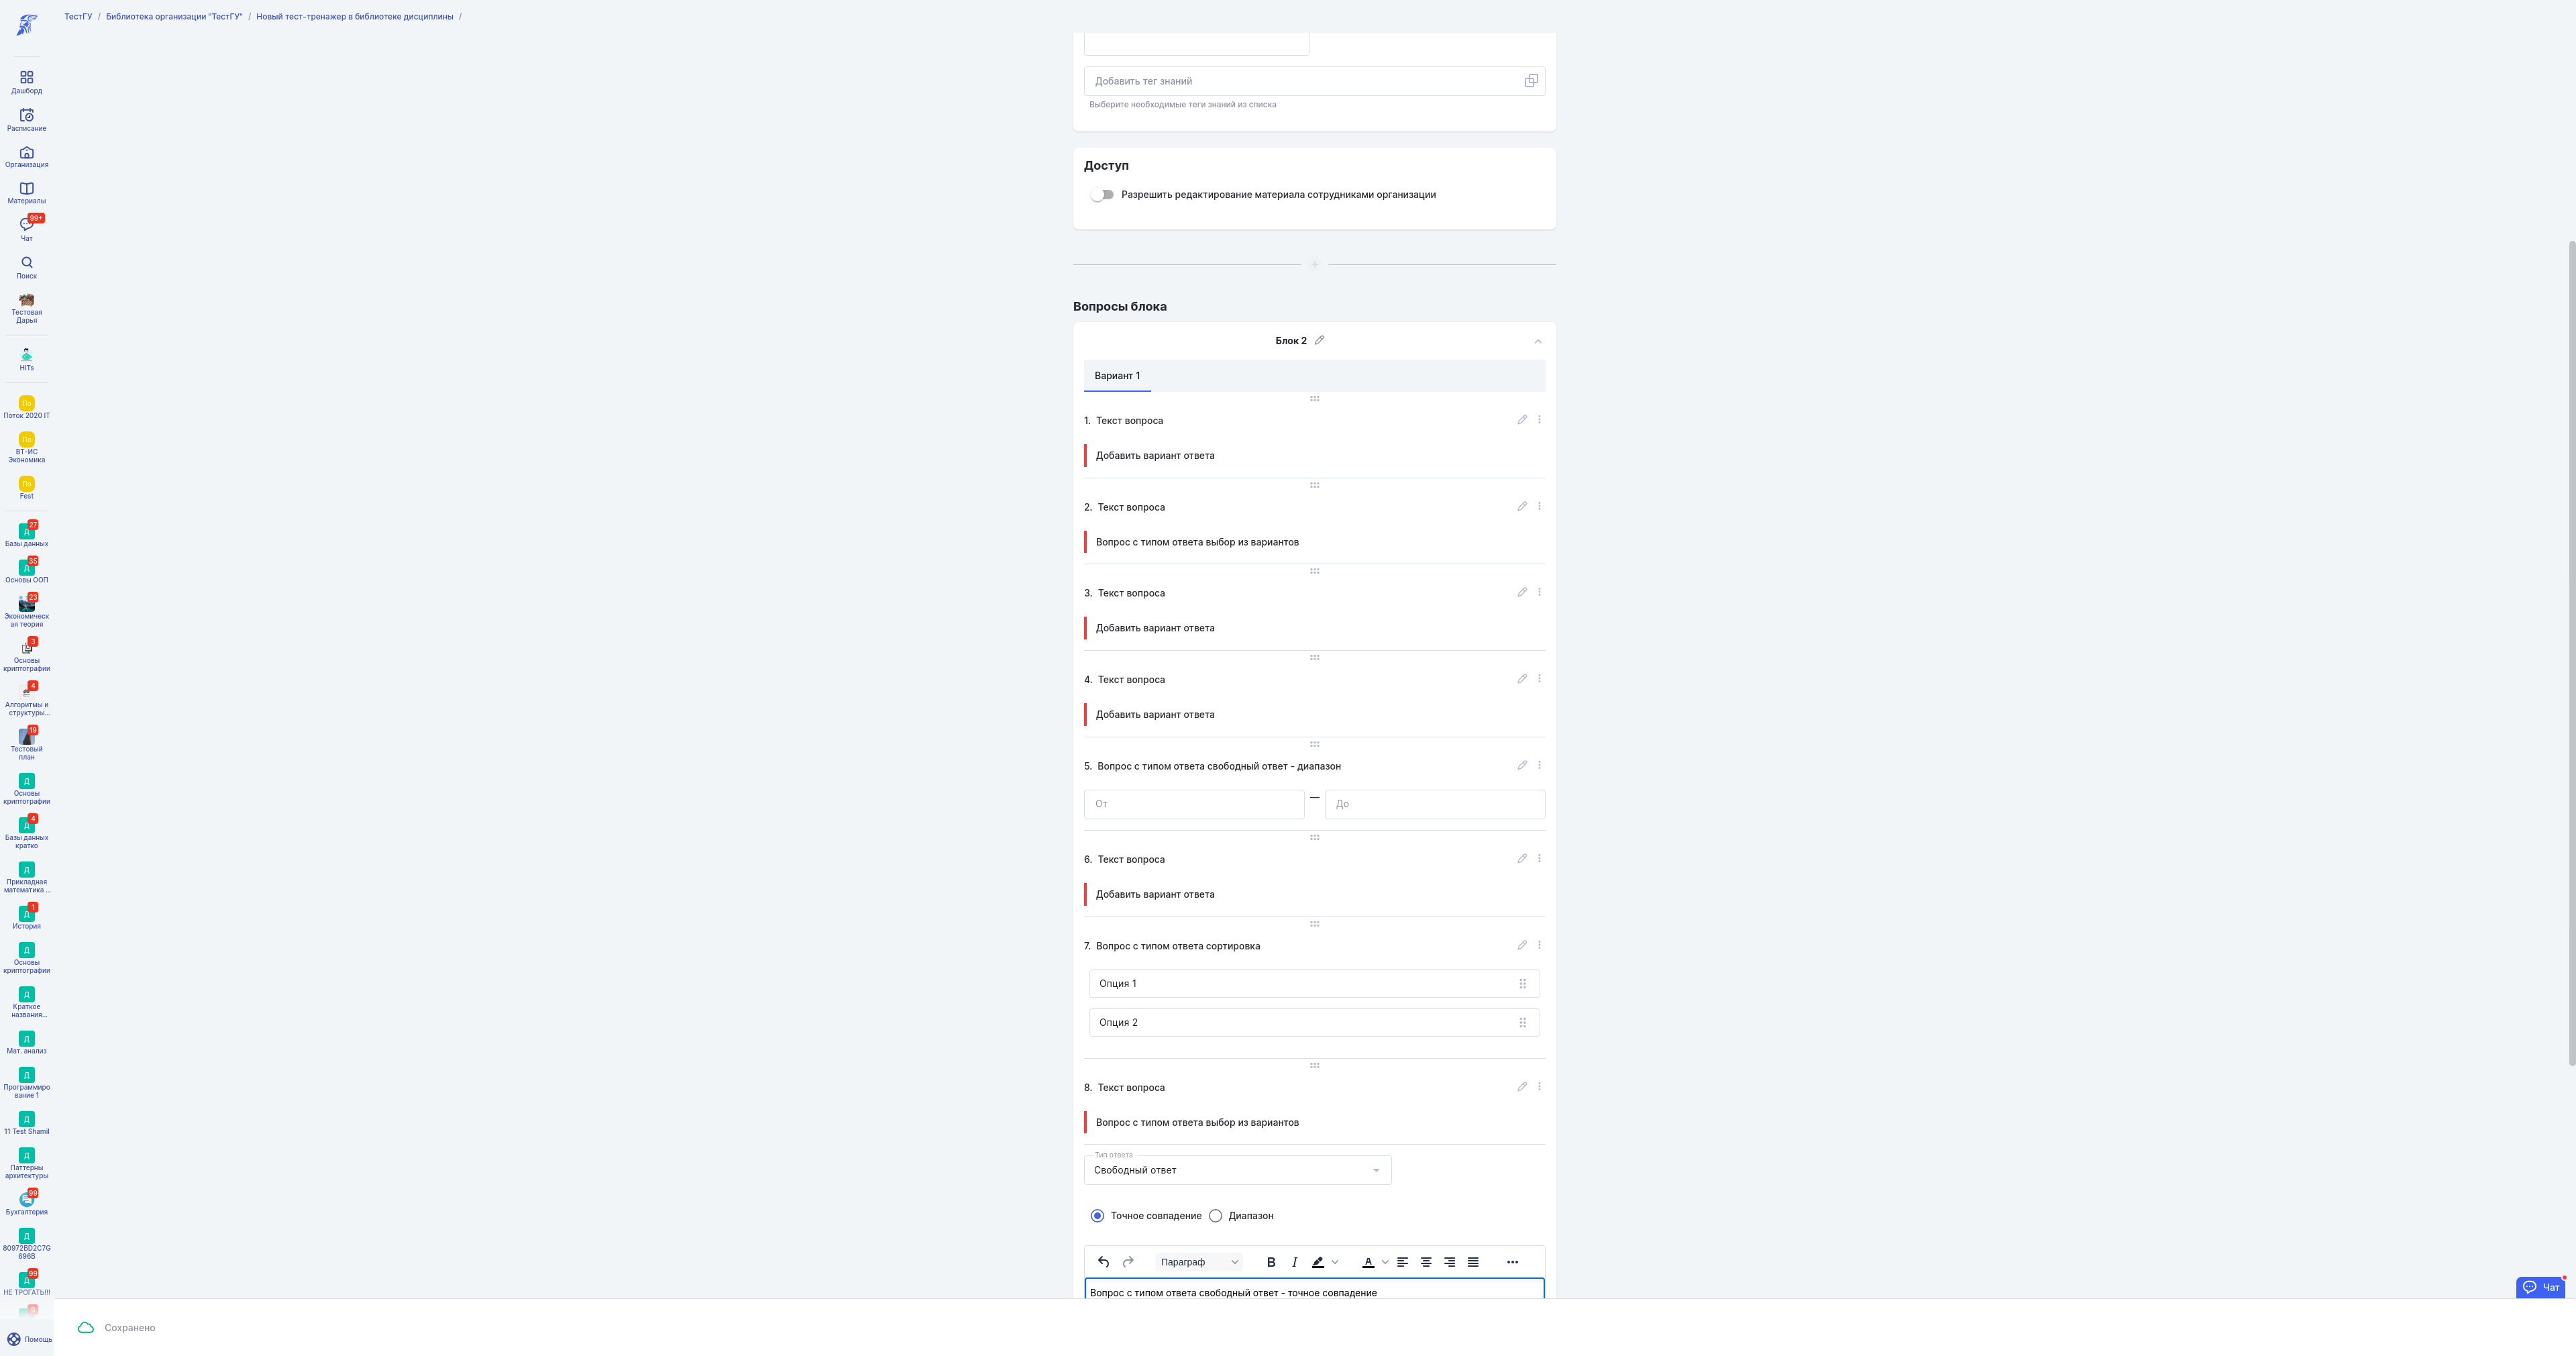 ТестГУ / Библиотека организации "ТестГУ" / Новый тест-тренажер в библиотеке дисциплины /
Дашборд
Расписание
Организация
Материалы
99+
Чат
Поиск
Тестовая
Дарья
HITs
По
Поток 2020 IT
По
ВТ-ИС
Экономика
По
Fest
27
Д
Базы данных
35
Д
Основы ООП
23
Экономическ
ая теория
3
Основы
криптографии
4
Алгоритмы и
структуры...
19
Тестовый
план
Д
Основы
криптографии
4
Д
Базы данных
кратко
Д
Прикладная
математика ...
1
Д
История
Д
Основы
криптографии
Д
Краткое
названия...
Д
Мат. анализ
Д
Программиро
вание 1
Д
11 Test Shamil
Д
Паттерны
архитектуры
99
Бухгалтерия
Д
80972BD2C7G
696B
99
Д
НЕ ТРОГАТЬ!!!
Помощь
Добавить тег знаний
Выберите необходимые теги знаний из списка
Доступ
Разрешить редактирование материала сотрудниками организации
Вопросы блока
Блок 2
Вариант 1
1. Текст вопроса
Добавить вариант ответа
2. Текст вопроса
Вопрос с типом ответа выбор из вариантов
3. Текст вопроса
Добавить вариант ответа
4. Текст вопроса
Добавить вариант ответа
5. Вопрос с типом ответа свободный ответ - диапазон
От — До
6. Текст вопроса
Добавить вариант ответа
7. Вопрос с типом ответа сортировка
Опция 1
Опция 2
8. Текст вопроса
Вопрос с типом ответа выбор из вариантов
Тип ответа
Свободный ответ
Точное совпадение Диапазон
Параграф B I A
Вопрос с типом ответа свободный ответ - точное совпадение
Чат
Сохранено